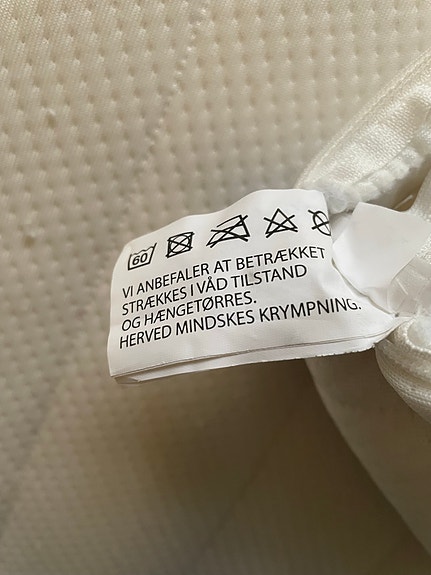 60
VI ANBEFALER AT BETRÆKKET
STRÆKKES I VÅD TILSTAND
OG HÆNGETØRRES.
HERVED MINDSKES KRYMPNING.